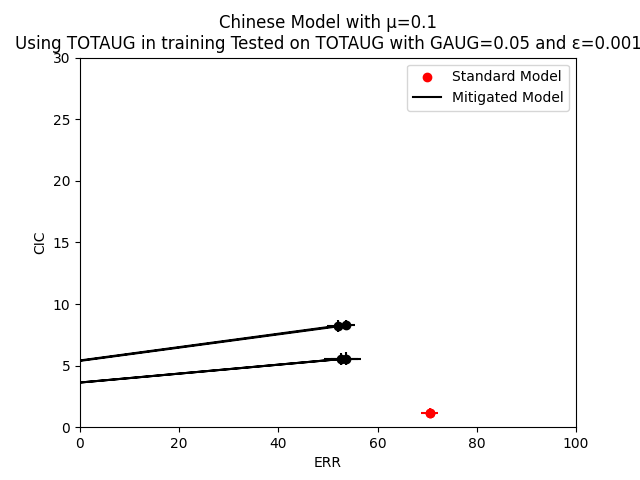 Chinese Model with μ=0.1
Using TOTAUG in training Tested on TOTAUG with GAUG=0.05 and ε=0.001
Standard Model
Mitigated Model
30
25
20
15
10
5
0
CIC
0 20 40 60 80 100
ERR